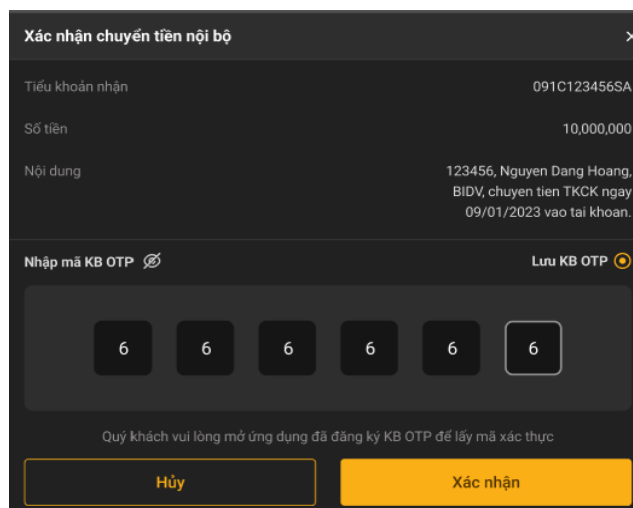 Xác nhận chuyển tiền nội bộ
Tiểu khoản nhận 091C123456SA
Số tiền 10,000,000
Nội dung 123456, Nguyen Dang Hoang,
BIDV, chuyen tien TKCK ngay
09/01/2023 vao tai khoan.
Nhập mã KB OTP Lưu KB OTP
6 6 6 6 6 6
Quý khách vui lòng mở ứng dụng đã đăng ký KB OTP để lấy mã xác thực
Hủy Xác nhận